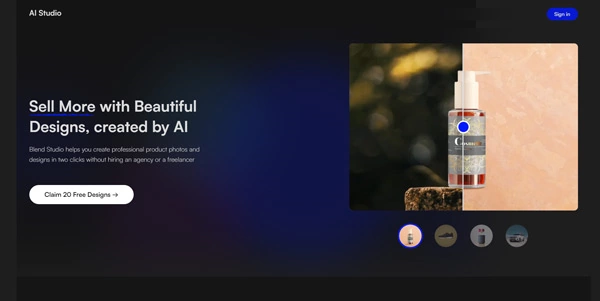 AI Studio
Sign in
Sell More with Beautiful
Designs, created by AI
Blend Studio helps you create professional product photos and
designs in two clicks without hiring an agency or a freelancer
Claim 20 Free Designs →